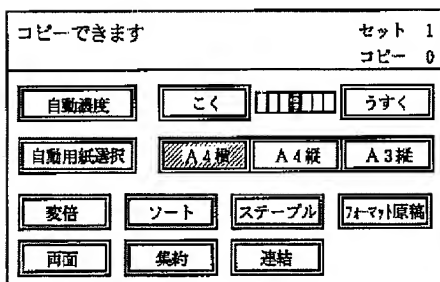 コピーできます セット 1
コピー 0
自動濃度 こく うすく
自動用紙選択 A4横 A4縦 A3縦
変倍 ソート ステープル フォーマット原稿
両面 集約 連結